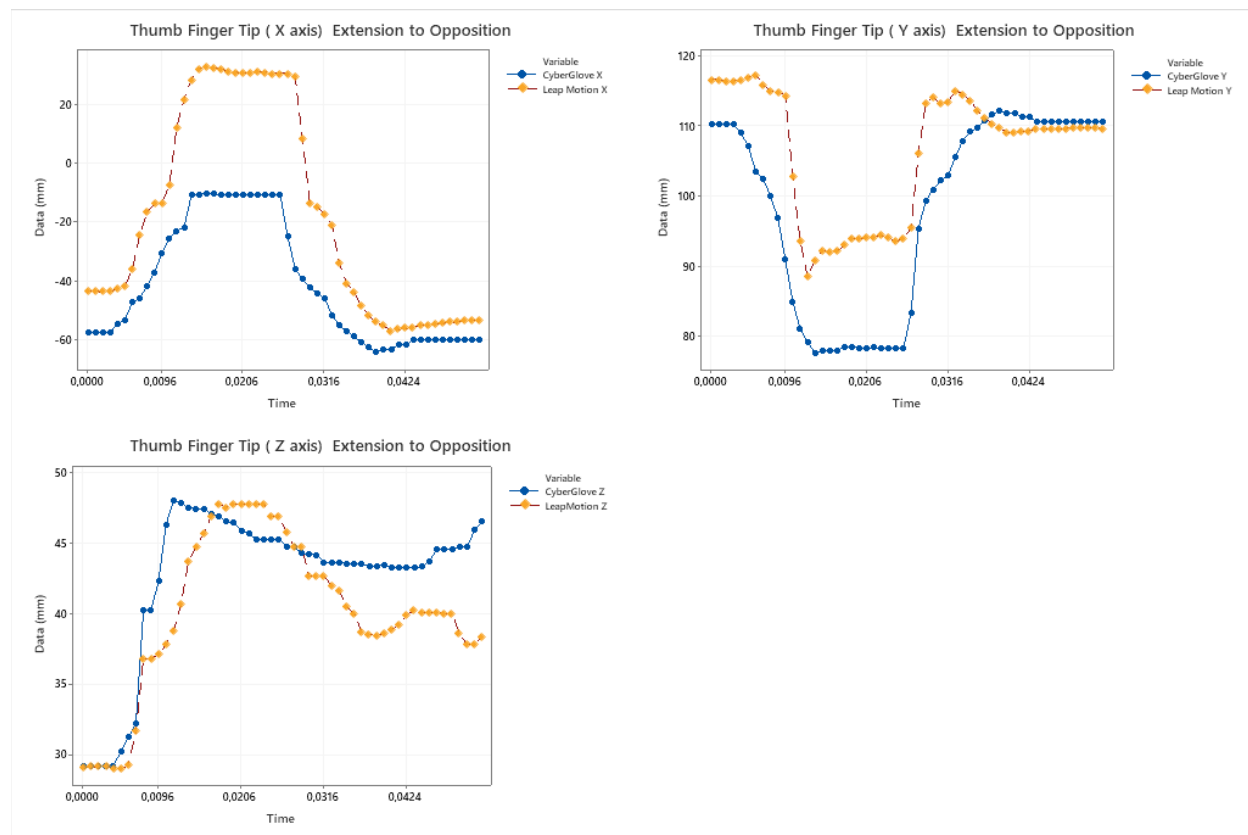 Thumb Finger Tip ( X axis)  Extension to Opposition
Variable
CyberGlove X
Leap Motion X
20
0
-20
-40
-60
Data (mm)
0,0000 0,0096 0,0206 0,0316 0,0424
Time
Thumb Finger Tip ( Y axis)  Extension to Opposition
Variable
CyberGlove Y
Leap Motion Y
120
110
100
90
80
Data (mm)
0,0000 0,0096 0,0206 0,0316 0,0424
Time
Thumb Finger Tip ( Z axis)  Extension to Opposition
Variable
CyberGlove Z
LeapMotion Z
50
45
40
35
30
Data (mm)
0,0000 0,0096 0,0206 0,0316 0,0424
Time